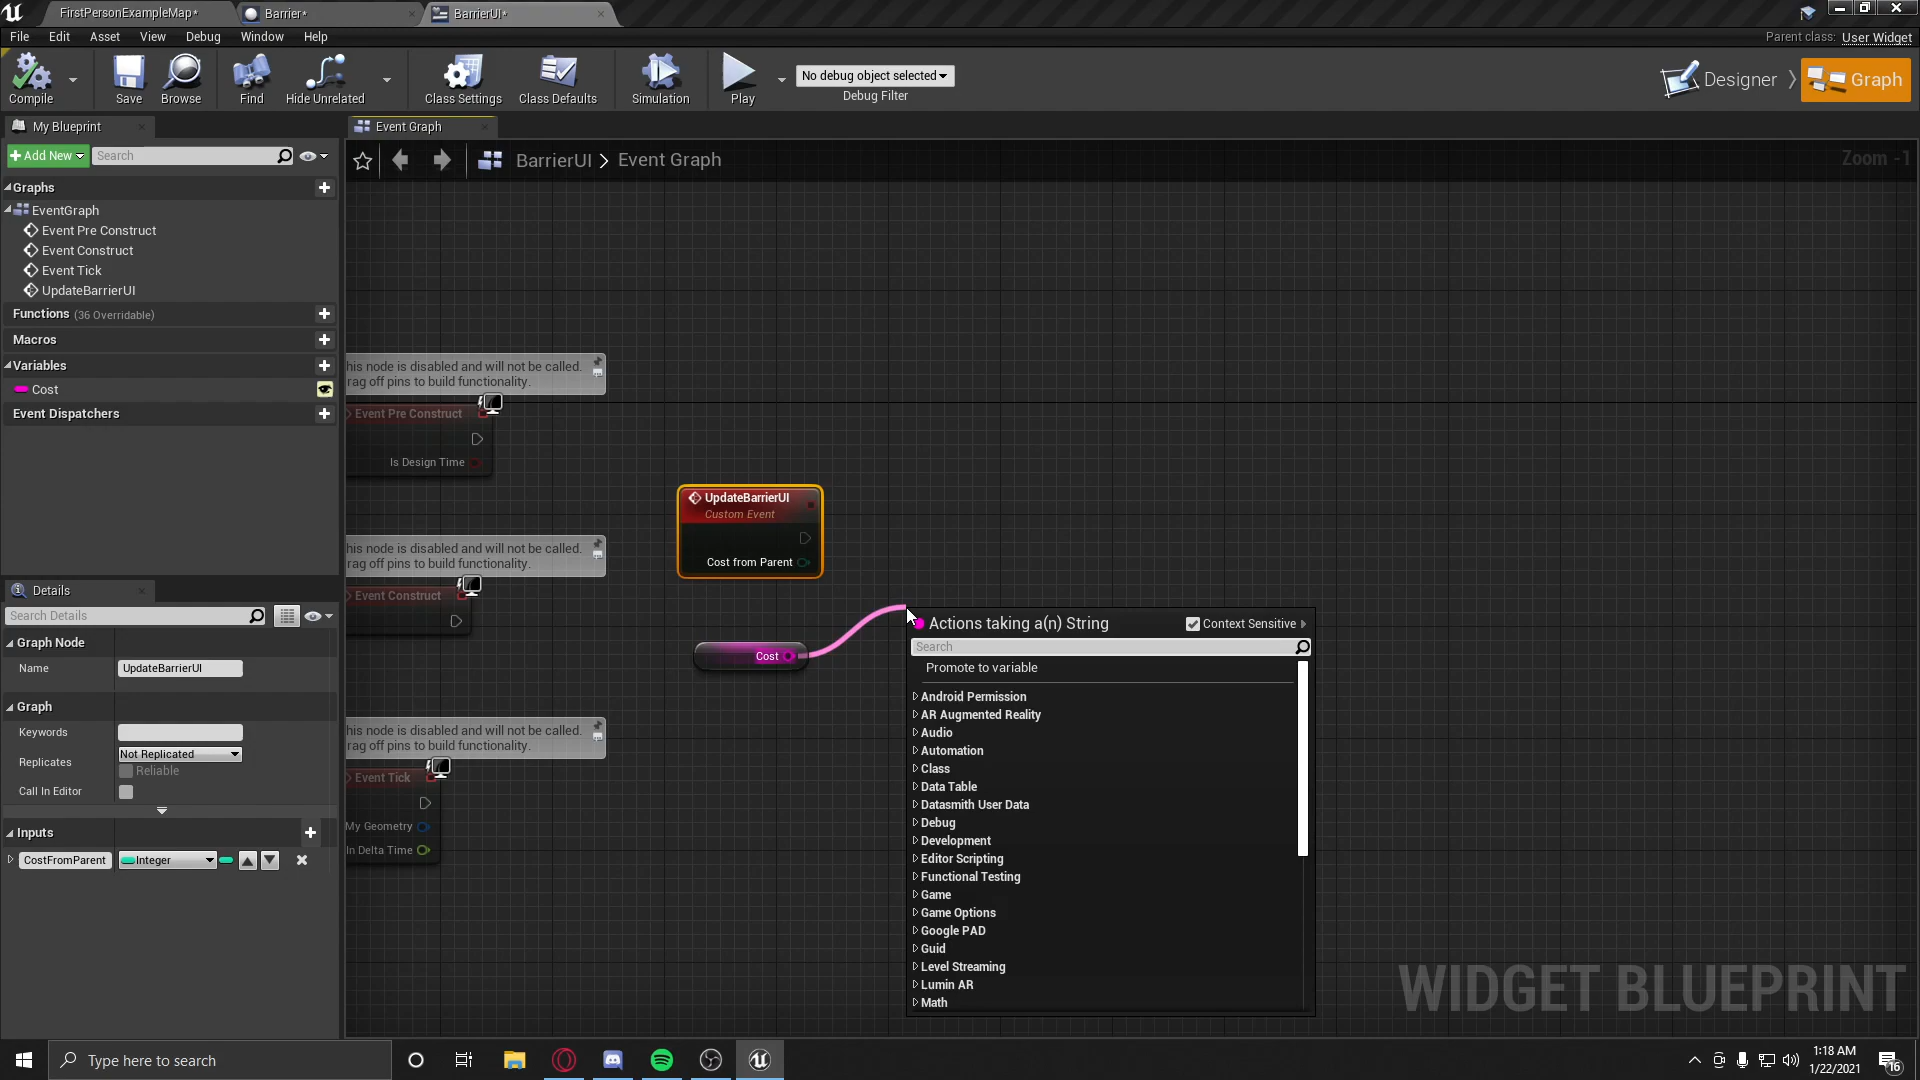 FirstPersonExampleMap*
Barrier*
BarrierUI*
File Edit Asset View Debug Window Help
Parent class: User Widget
Compile
Save
Browse
Find
Hide Unrelated
Class Settings
Class Defaults
Simulation
Play
No debug object selected
Debug Filter
Designer
Graph
My Blueprint
Event Graph
Add New
Search
BarrierUI > Event Graph
Zoom -1
Graphs
EventGraph
Event Pre Construct
Event Construct
Event Tick
UpdateBarrierUI
Functions (36 Overridable)
Macros
Variables
Cost
Event Dispatchers
his node is disabled and will not be called.
rag off pins to build functionality.
Event Pre Construct
Is Design Time
UpdateBarrierUI
Custom Event
Cost from Parent
his node is disabled and will not be called.
rag off pins to build functionality.
Event Construct
Cost
his node is disabled and will not be called.
rag off pins to build functionality.
Event Tick
My Geometry
In Delta Time
Actions taking a(n) String
Context Sensitive
Search
Promote to variable
Android Permission
AR Augmented Reality
Audio
Automation
Class
Data Table
Datasmith User Data
Debug
Development
Editor Scripting
Functional Testing
Game
Game Options
Google PAD
Guid
Level Streaming
Lumin AR
Math
WIDGET BLUEPRINT
Details
Search Details
Graph Node
Name UpdateBarrierUI
Graph
Keywords
Replicates Not Replicated
Reliable
Call In Editor
Inputs
CostFromParent Integer
Type here to search
1:18 AM
1/22/2021
16